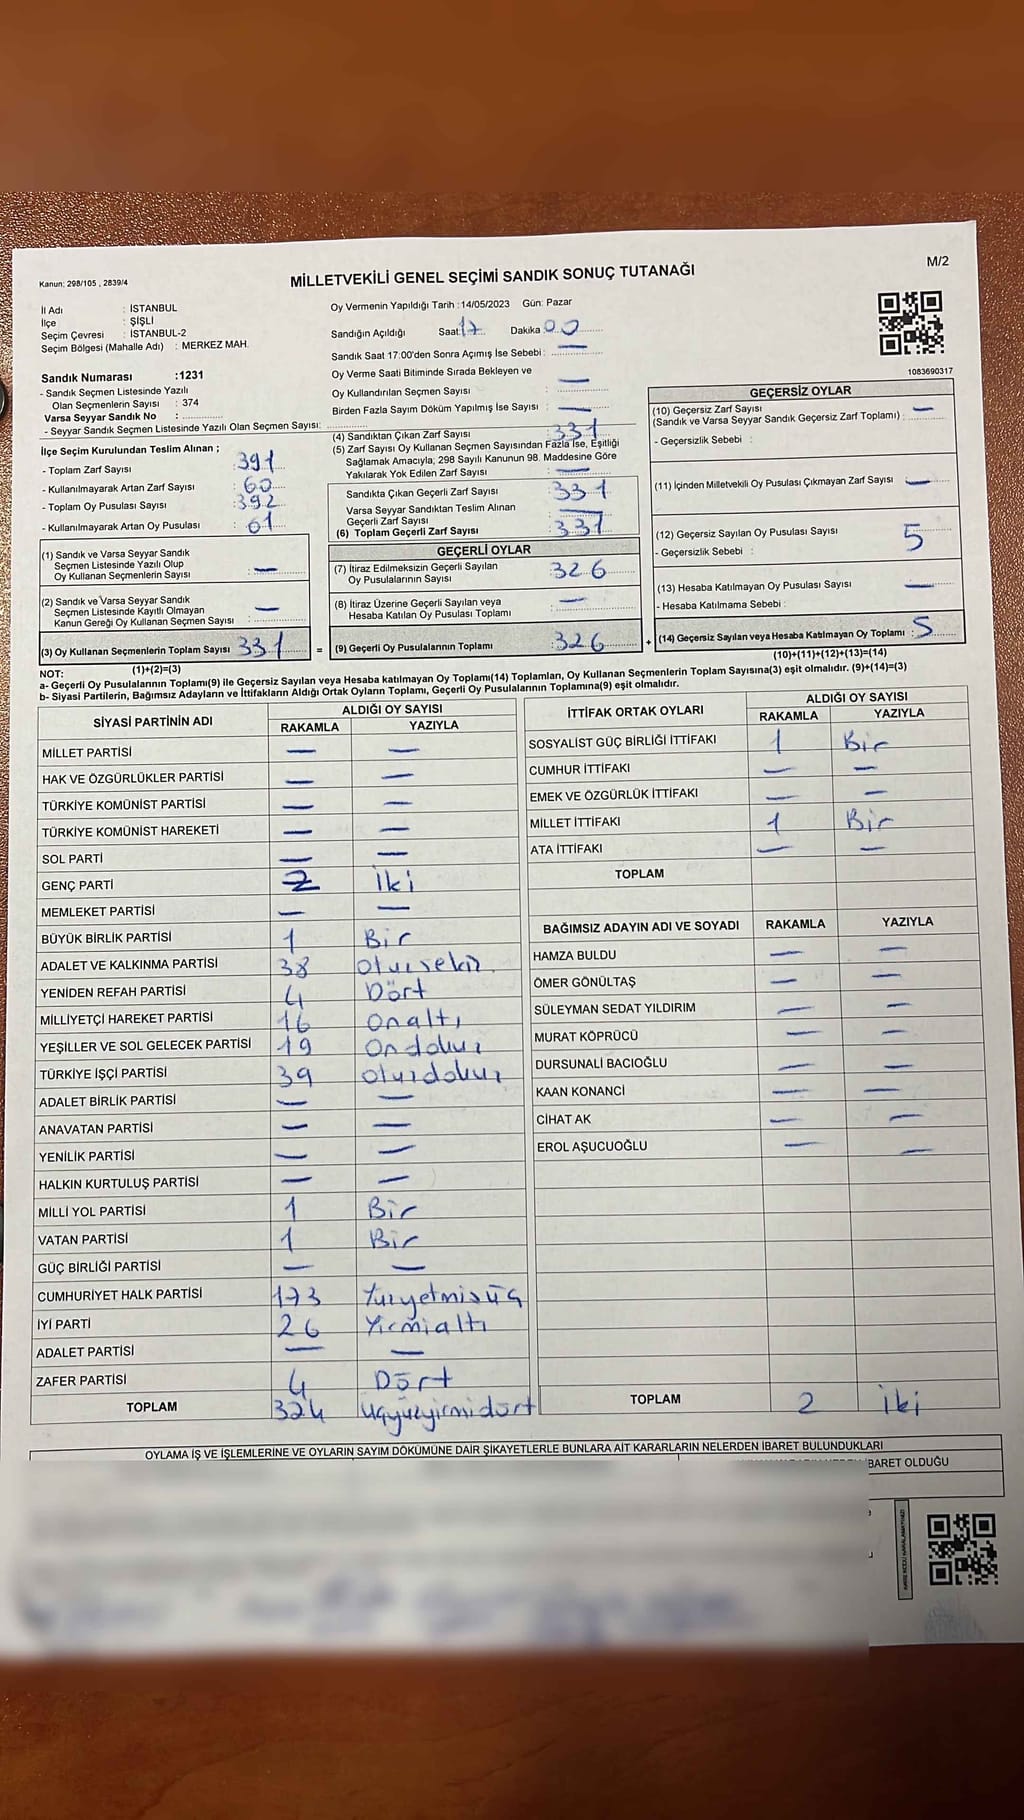 M/2
Kanun; 298/105 , 2839/4
MİLLETVEKİLİ GENEL SEÇİMİ SANDIK SONUÇ TUTANAĞI
İl Adı : İSTANBUL
İlçe : ŞİŞLİ
Seçim Çevresi : İSTANBUL-2
Seçim Bölgesi (Mahalle Adı) : MERKEZ MAH.
Sandık Numarası :1231
- Sandık Seçmen Listesinde Yazılı
Olan Seçmenlerin Sayısı : 374
Varsa Seyyar Sandık No :
- Seyyar Sandık Seçmen Listesinde Yazılı Olan Seçmen Sayısı:
İlçe Seçim Kurulundan Teslim Alınan ;
- Toplam Zarf Sayısı : 391
- Kullanılmayarak Artan Zarf Sayısı : 60
- Toplam Oy Pusulası Sayısı : 392
- Kullanılmayarak Artan Oy Pusulası : 61
Oy Vermenin Yapıldığı Tarih :14/05/2023 Gün: Pazar
Sandığın Açıldığı Saat: 17 Dakika 00
Sandık Saat 17:00'den Sonra Açımış İse Sebebi : —
Oy Verme Saati Bitiminde Sırada Bekleyen ve
Oy Kullandırılan Seçmen Sayısı : —
Birden Fazla Sayım Döküm Yapılmış İse Sayısı : —
(4) Sandıktan Çıkan Zarf Sayısı : 331
(5) Zarf Sayısı Oy Kullanan Seçmen Sayısından Fazla İse, Eşitliği
Sağlamak Amacıyla; 298 Sayılı Kanunun 98. Maddesine Göre
Yakılarak Yok Edilen Zarf Sayısı : —
Sandıkta Çıkan Geçerli Zarf Sayısı : 331
Varsa Seyyar Sandıktan Teslim Alınan
Geçerli Zarf Sayısı : —
(6) Toplam Geçerli Zarf Sayısı : 331
1083690317
GEÇERSİZ OYLAR
(10) Geçersiz Zarf Sayısı
(Sandık ve Varsa Seyyar Sandık Geçersiz Zarf Toplamı) : —
- Geçersizlik Sebebi :
(11) İçinden Milletvekili Oy Pusulası Çıkmayan Zarf Sayısı —
(12) Geçersiz Sayılan Oy Pusulası Sayısı 5
- Geçersizlik Sebebi :
(13) Hesaba Katılmayan Oy Pusulası Sayısı —
- Hesaba Katılmama Sebebi :
(14) Geçersiz Sayılan veya Hesaba Katılmayan Oy Toplamı : 5
(10)+(11)+(12)+(13)=(14)
(1) Sandık ve Varsa Seyyar Sandık
Seçmen Listesinde Yazılı Olup
Oy Kullanan Seçmenlerin Sayısı : —
(2) Sandık ve Varsa Seyyar Sandık
Seçmen Listesinde Kayıtlı Olmayan
Kanun Gereği Oy Kullanan Seçmen Sayısı : —
(3) Oy Kullanan Seçmenlerin Toplam Sayısı 331 =
(1)+(2)=(3)
GEÇERLİ OYLAR
(7) İtiraz Edilmeksizin Geçerli Sayılan
Oy Pusulalarının Sayısı : 326
(8) İtiraz Üzerine Geçerli Sayılan veya
Hesaba Katılan Oy Pusulası Toplamı : —
(9) Geçerli Oy Pusulalarının Toplamı : 326 +
NOT:
a- Geçerli Oy Pusulalarının Toplamı(9) ile Geçersiz Sayılan veya Hesaba katılmayan Oy Toplamı(14) Toplamları, Oy Kullanan Seçmenlerin Toplam Sayısına(3) eşit olmalıdır. (9)+(14)=(3)
b- Siyasi Partilerin, Bağımsız Adayların ve İttifakların Aldığı Ortak Oyların Toplamı, Geçerli Oy Pusulalarının Toplamına(9) eşit olmalıdır.
SİYASİ PARTİNİN ADI ALDIĞI OY SAYISI
RAKAMLA YAZIYLA
MİLLET PARTİSİ — —
HAK VE ÖZGÜRLÜKLER PARTİSİ — —
TÜRKİYE KOMÜNİST PARTİSİ — —
TÜRKİYE KOMÜNİST HAREKETİ — —
SOL PARTİ — —
GENÇ PARTİ 2 İki
MEMLEKET PARTİSİ — —
BÜYÜK BİRLİK PARTİSİ 1 Bir
ADALET VE KALKINMA PARTİSİ 38 Otuzsekiz
YENİDEN REFAH PARTİSİ 4 Dört
MİLLİYETÇİ HAREKET PARTİSİ 16 Onaltı
YEŞİLLER VE SOL GELECEK PARTİSİ 19 Ondokuz
TÜRKİYE İŞÇİ PARTİSİ 39 Otuzdokuz
ADALET BİRLİK PARTİSİ — —
ANAVATAN PARTİSİ — —
YENİLİK PARTİSİ — —
HALKIN KURTULUŞ PARTİSİ — —
MİLLİ YOL PARTİSİ 1 Bir
VATAN PARTİSİ 1 Bir
GÜÇ BİRLİĞİ PARTİSİ — —
CUMHURİYET HALK PARTİSİ 173 Yüzyetmişüç
İYİ PARTİ 26 Yirmialtı
ADALET PARTİSİ — —
ZAFER PARTİSİ 4 Dört
TOPLAM 324 Üçyüzyirmidört
İTTİFAK ORTAK OYLARI ALDIĞI OY SAYISI
RAKAMLA YAZIYLA
SOSYALİST GÜÇ BİRLİĞİ İTTİFAKI 1 Bir
CUMHUR İTTİFAKI — —
EMEK VE ÖZGÜRLÜK İTTİFAKI — —
MİLLET İTTİFAKI 1 Bir
ATA İTTİFAKI — —
TOPLAM
BAĞIMSIZ ADAYIN ADI VE SOYADI RAKAMLA YAZIYLA
HAMZA BULDU — —
ÖMER GÖNÜLTAŞ — —
SÜLEYMAN SEDAT YILDIRIM — —
MURAT KÖPRÜCÜ — —
DURSUNALİ BACIOĞLU — —
KAAN KONANCİ — —
CİHAT AK — —
EROL AŞUCUOĞLU — —
TOPLAM 2 İki
OYLAMA İŞ VE İŞLEMLERİNE VE OYLARIN SAYIM DÖKÜMÜNE DAİR ŞİKAYETLERLE BUNLARA AİT KARARLARIN NELERDEN İBARET BULUNDUKLARI
İBARET OLDUĞU